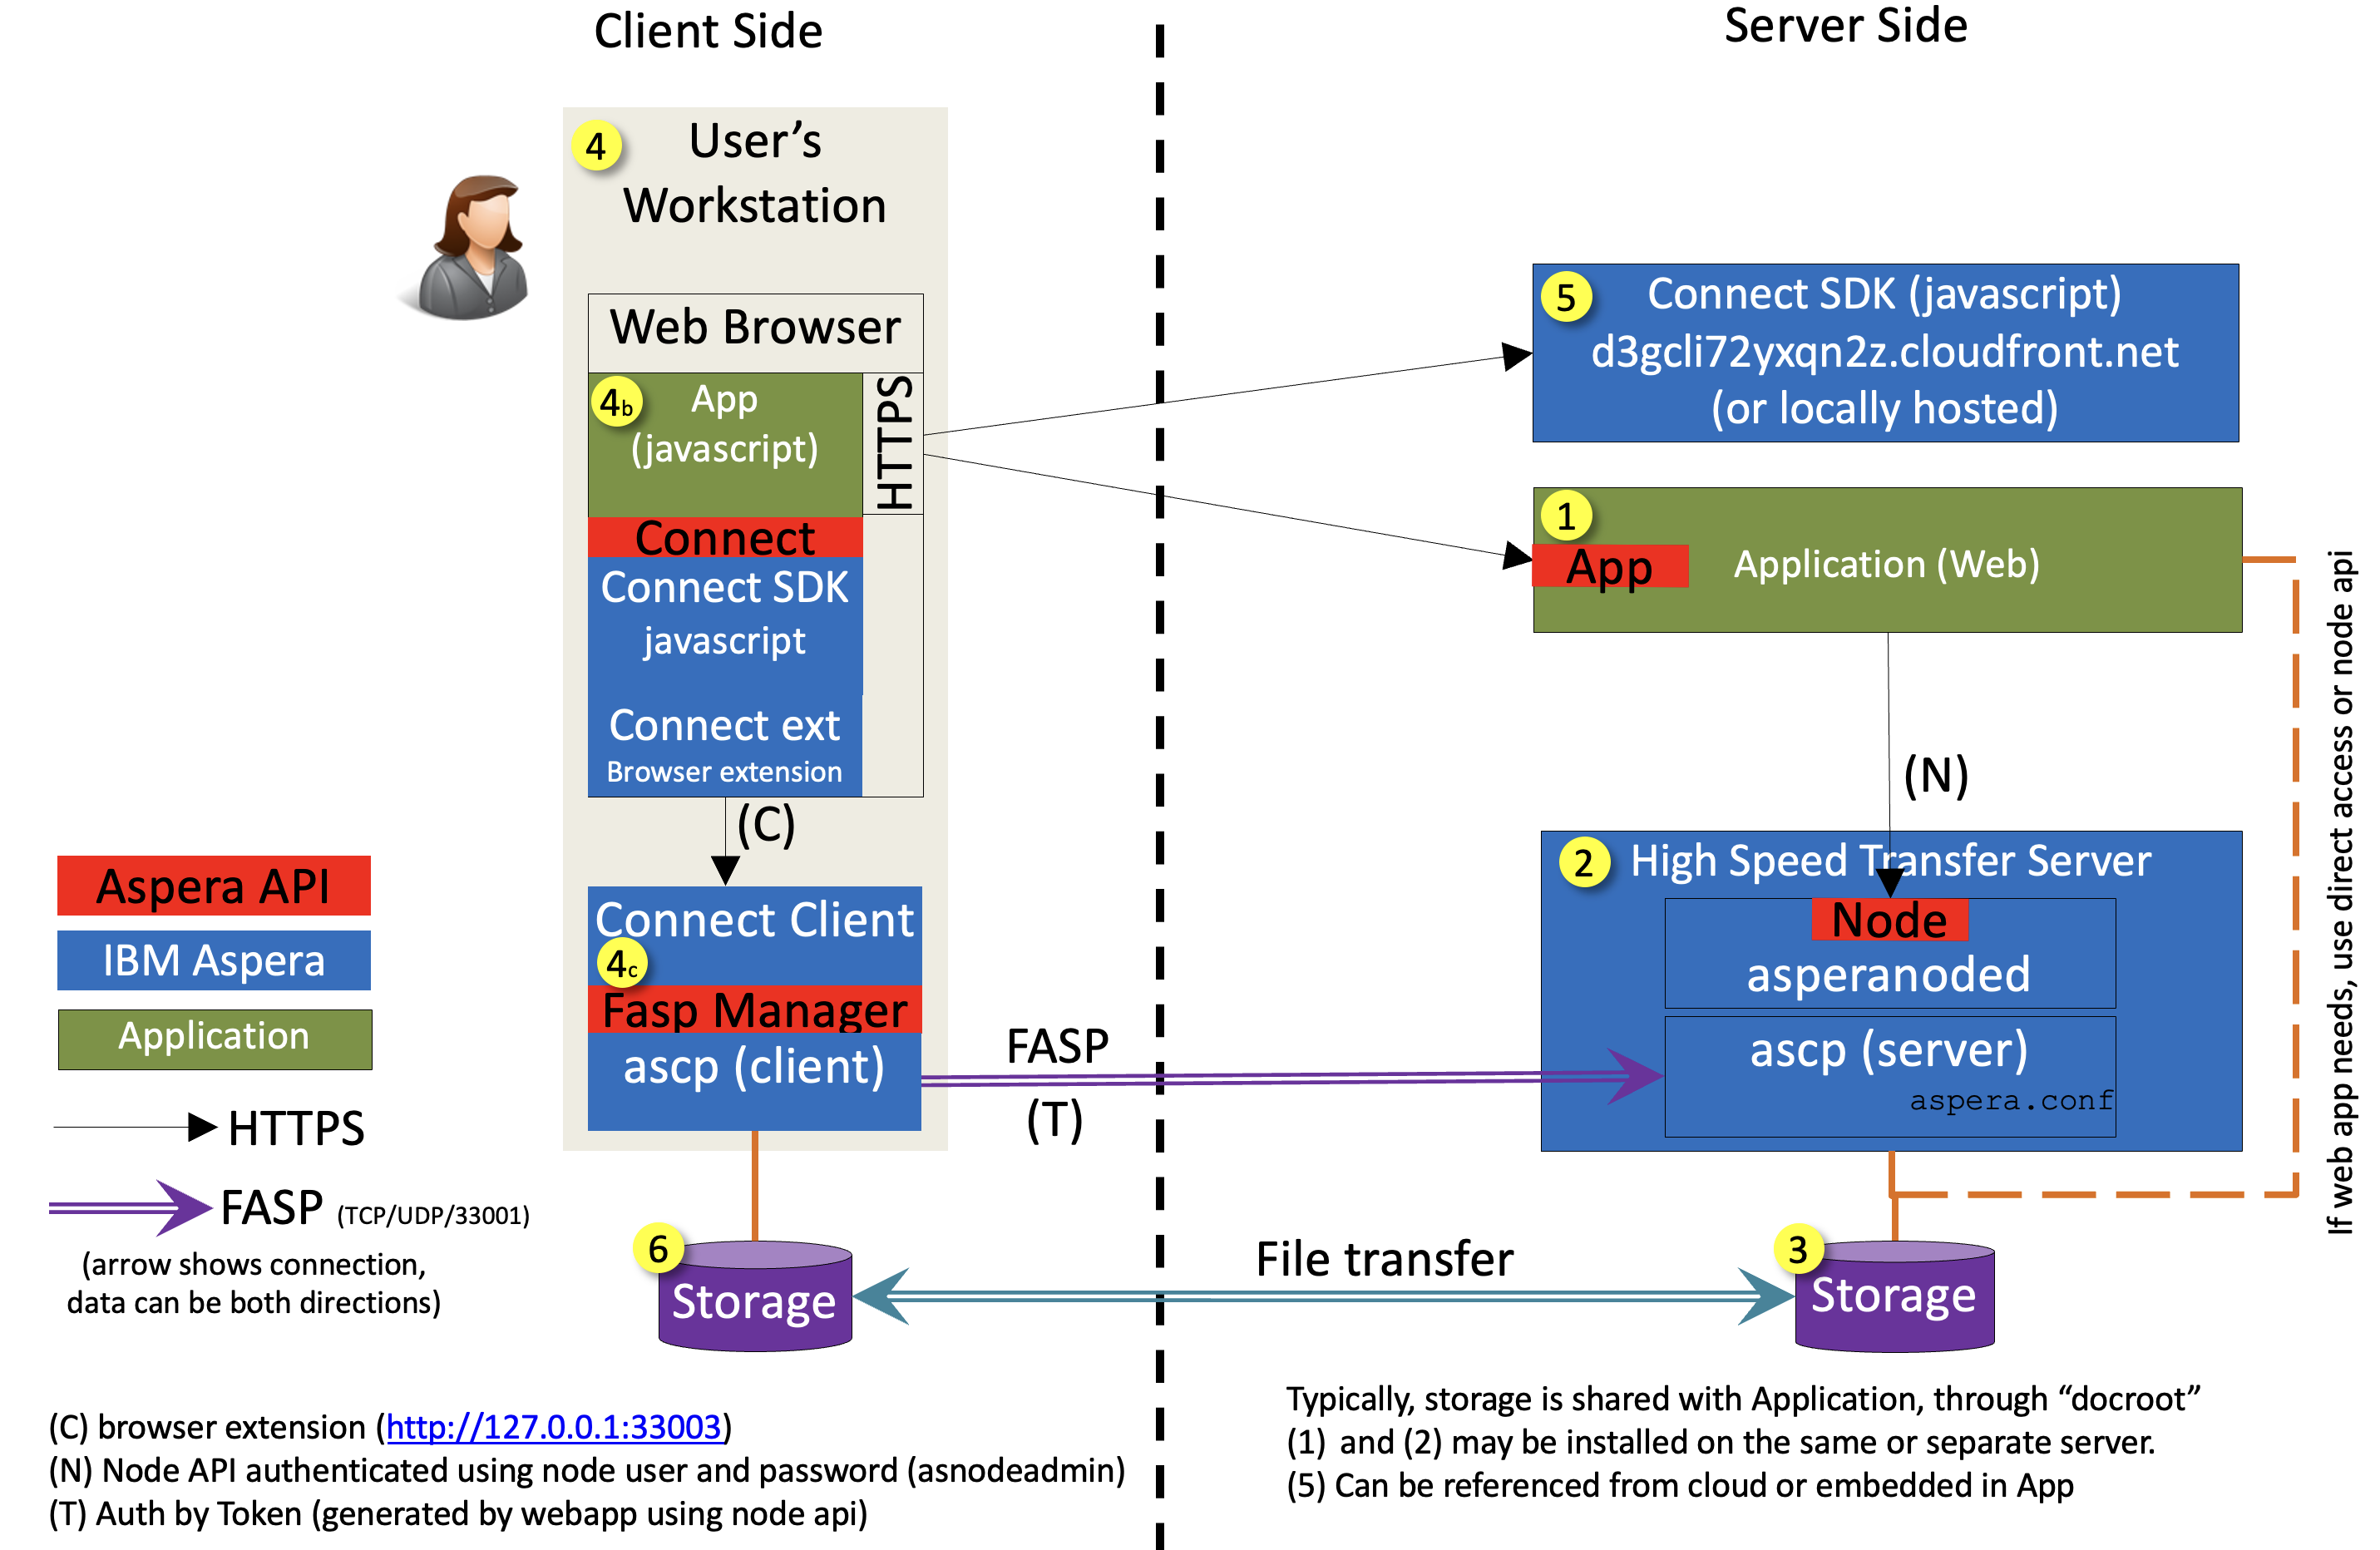 Client Side
Server Side
4
User's
Workstation
Web Browser
4b
App
(javascript)
HTTPS
Connect
Connect SDK
javascript
Connect ext
Browser extension
(C)
Connect Client
4c
Fasp Manager
ascp (client)
FASP
(T)
5
Connect SDK (javascript)
d3gcli72yxqn2z.cloudfront.net
(or locally hosted)
1
App
Application (Web)
(N)
2
High Speed Transfer Server
Node
asperanoded
ascp (server)
aspera.conf
If web app needs, use direct access or node api
Aspera API
IBM Aspera
Application
HTTPS
FASP (TCP/UDP/33001)
(arrow shows connection,
data can be both directions)
6
Storage
File transfer
3
Storage
(C) browser extension (http://127.0.0.1:33003)
(N) Node API authenticated using node user and password (asnodeadmin)
(T) Auth by Token (generated by webapp using node api)
Typically, storage is shared with Application, through “docroot”
(1) and (2) may be installed on the same or separate server.
(5) Can be referenced from cloud or embedded in App